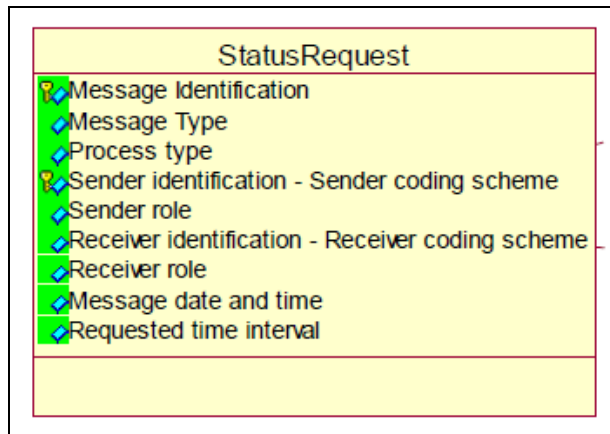 StatusRequest
Message Identification
Message Type
Process type
Sender identification - Sender coding scheme
Sender role
Receiver identification - Receiver coding scheme
Receiver role
Message date and time
Requested time interval